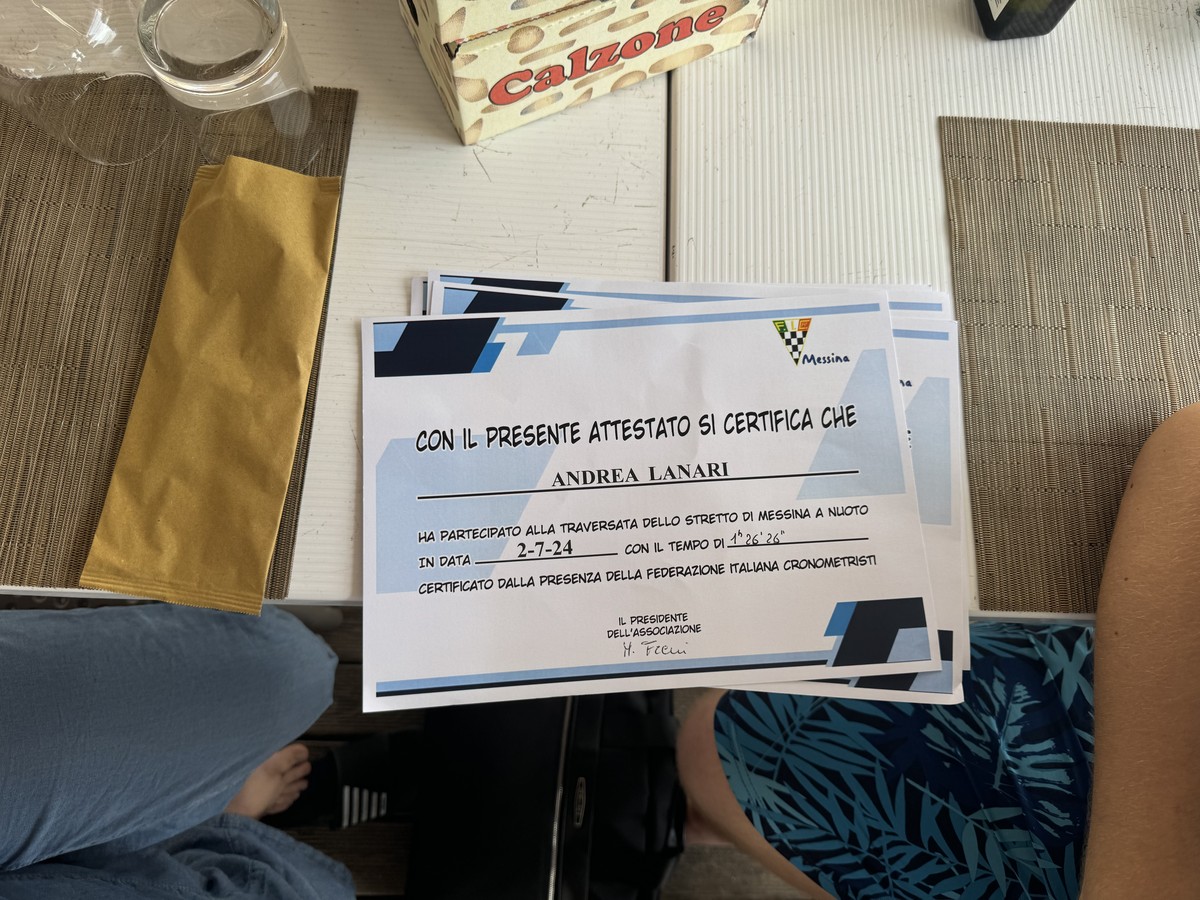 Calzone
FIC
Messina
CON IL PRESENTE ATTESTATO SI CERTIFICA CHE
ANDREA LANARI
HA PARTECIPATO ALLA TRAVERSATA DELLO STRETTO DI MESSINA A NUOTO
IN DATA 2-7-24 CON IL TEMPO DI 1h 26' 26"
CERTIFICATO DALLA PRESENZA DELLA FEDERAZIONE ITALIANA CRONOMETRISTI
IL PRESIDENTE
DELL'ASSOCIAZIONE